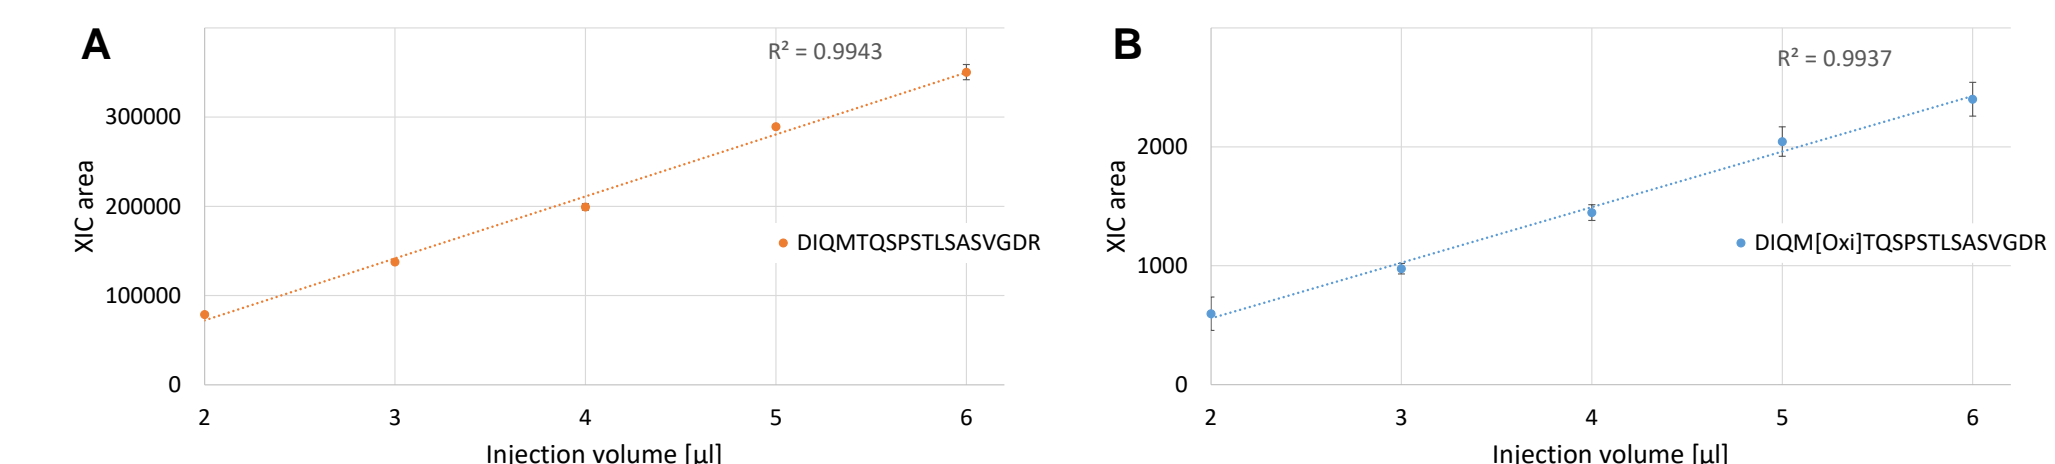 A
R² = 0.9943
300000
200000
100000
0
XIC area
DIQMTQSPSTLSASVGDR
2 3 4 5 6
Injection volume [µl]
B
R² = 0.9937
2000
1000
0
XIC area
DIQM[Oxi]TQSPSTLSASVGDR
2 3 4 5 6
Injection volume [µl]